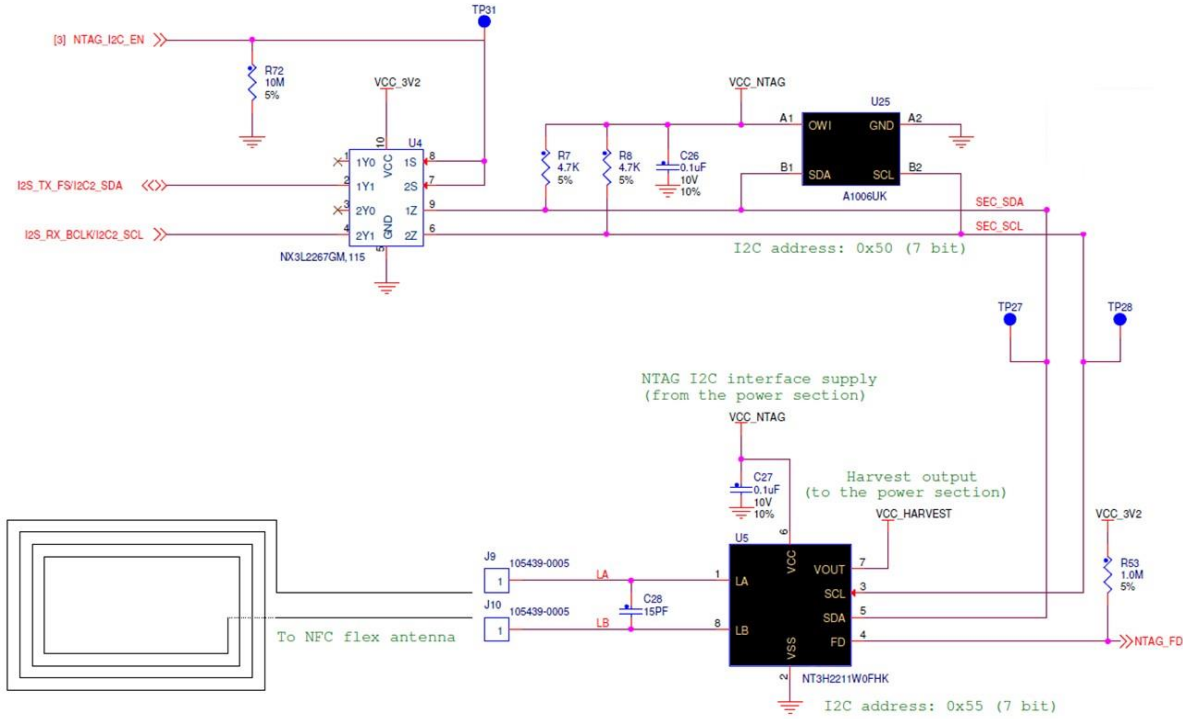 TP31
[3] NTAG_I2C_EN
R72
10M
5%
VCC_3V2
U4
10
VCC
1 1Y0 1S 8
2 1Y1 2S 7
3 2Y0 1Z 9
4 2Y1 2Z 6
GND
5
I2S_TX_FS/I2C2_SDA
I2S_RX_BCLK/I2C2_SCL
NX3L2267GM,115
VCC_NTAG
R7
4.7K
5%
R8
4.7K
5%
C26
0.1uF
10V
10%
U25
A1 OWI GND A2
B1 SDA SCL B2
A1006UK
SEC_SDA
SEC_SCL
I2C address: 0x50 (7 bit)
TP27
TP28
NTAG I2C interface supply
(from the power section)
VCC_NTAG
C27
0.1uF
10V
10%
Harvest output
(to the power section)
VCC_HARVEST
VCC_3V2
R53
1.0M
5%
U5
6
VCC
1 LA
8 LB
VOUT 7
SCL 3
SDA 5
FD 4
VSS
2
NTAG_FD
NT3H2211W0FHK
I2C address: 0x55 (7 bit)
J9
105439-0005
1
LA
J10
105439-0005
1
LB
C28
15PF
To NFC flex antenna